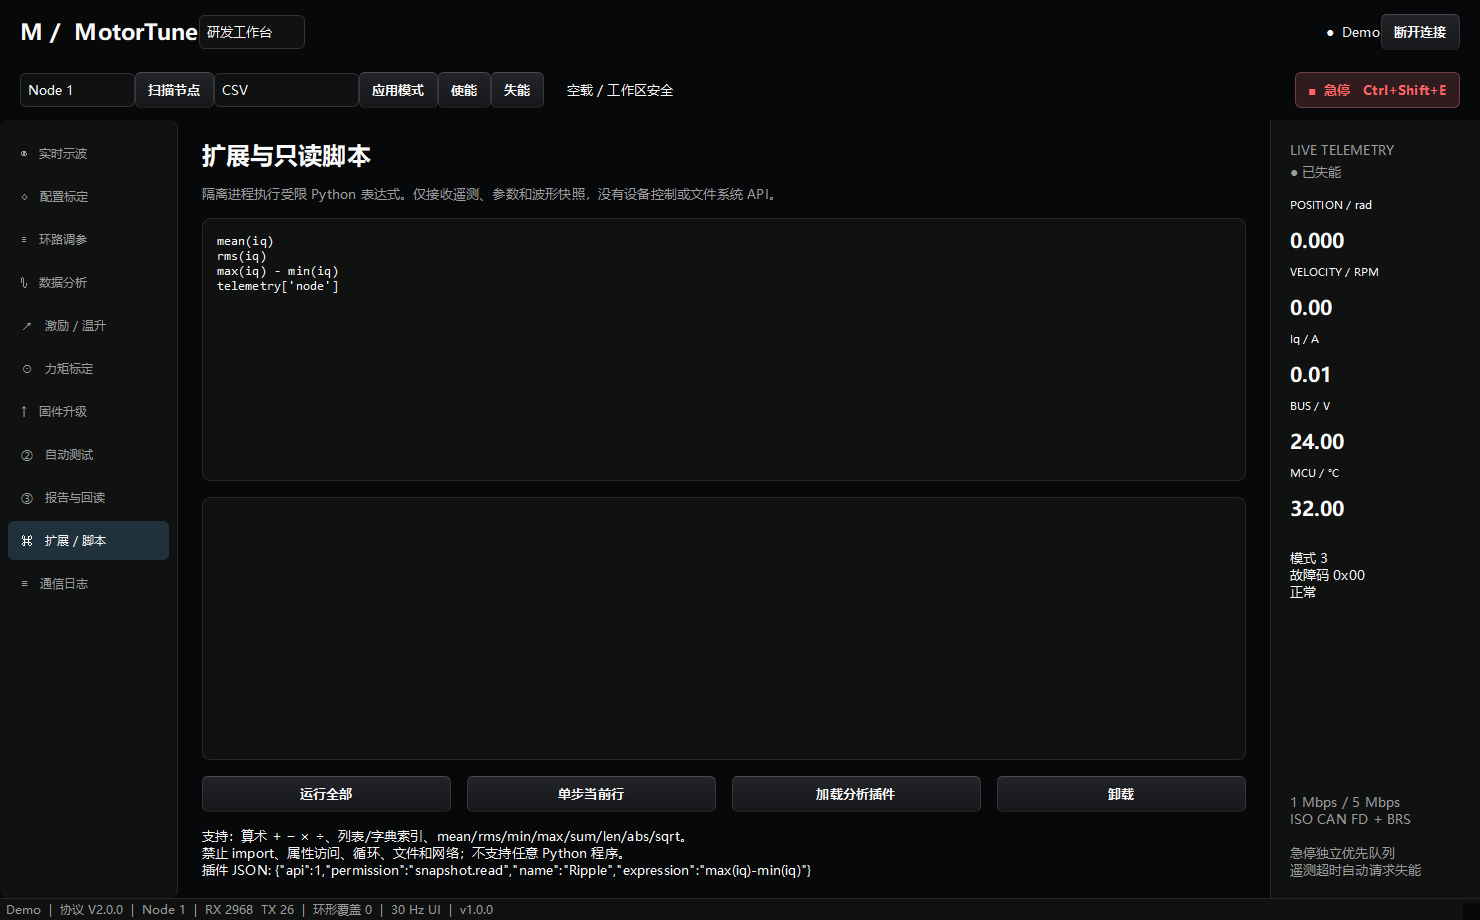 M / MotorTune 研发工作台
● Demo 断开连接
Node 1 扫描节点 CSV 应用模式 使能 失能 空载 / 工作区安全
■ 急停 Ctrl+Shift+E
实时示波
配置标定
环路调参
数据分析
↗ 激励 / 温升
⊙ 力矩标定
↑ 固件升级
② 自动测试
③ 报告与回读
⌘ 扩展 / 脚本
≡ 通信日志
扩展与只读脚本
隔离进程执行受限 Python 表达式。仅接收遥测、参数和波形快照，没有设备控制或文件系统 API。
mean(iq)
rms(iq)
max(iq) - min(iq)
telemetry['node']
运行全部 单步当前行 加载分析插件 卸载
支持：算术 + − × ÷、列表/字典索引、mean/rms/min/max/sum/len/abs/sqrt。
禁止 import、属性访问、循环、文件和网络；不支持任意 Python 程序。
插件 JSON: {"api":1,"permission":"snapshot.read","name":"Ripple","expression":"max(iq)-min(iq)"}
LIVE TELEMETRY
● 已失能
POSITION / rad
0.000
VELOCITY / RPM
0.00
Iq / A
0.01
BUS / V
24.00
MCU / °C
32.00
模式 3
故障码 0x00
正常
1 Mbps / 5 Mbps
ISO CAN FD + BRS
急停独立优先队列
遥测超时自动请求失能
Demo | 协议 V2.0.0 | Node 1 | RX 2968 TX 26 | 环形覆盖 0 | 30 Hz UI | v1.0.0